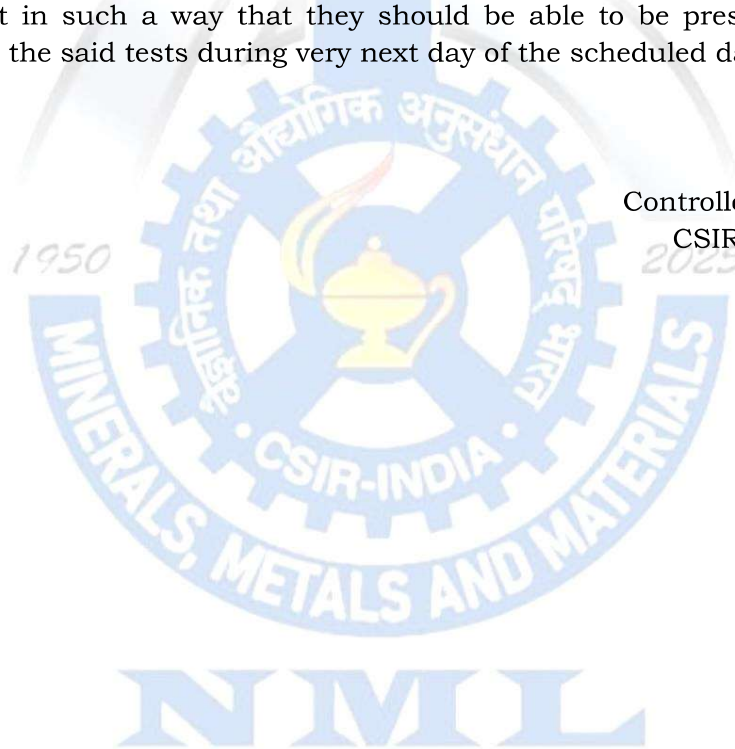 t in such a way that they should be able to be pres
the said tests during very next day of the scheduled da
Controlle
CSIR
1950
2025
वैज्ञानिक तथा औद्योगिक अनुसंधान परिषद् भारत
· CSIR-INDIA ·
MINERALS, METALS AND MATERIALS
NML